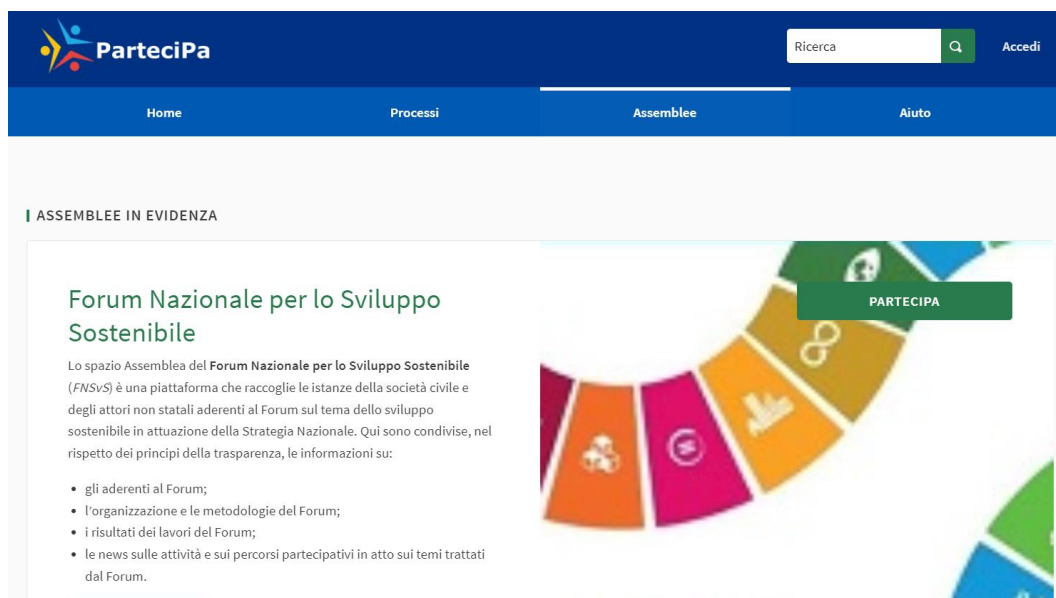 ParteciPa
Ricerca
Accedi
Home
Processi
Assemblee
Aiuto
ASSEMBLEE IN EVIDENZA
Forum Nazionale per lo Sviluppo
Sostenibile
Lo spazio Assemblea del Forum Nazionale per lo Sviluppo Sostenibile
(FNSvS) è una piattaforma che raccoglie le istanze della società civile e
degli attori non statali aderenti al Forum sul tema dello sviluppo
sostenibile in attuazione della Strategia Nazionale. Qui sono condivise, nel
rispetto dei principi della trasparenza, le informazioni su:
• gli aderenti al Forum;
• l'organizzazione e le metodologie del Forum;
• i risultati dei lavori del Forum;
• le news sulle attività e sui percorsi partecipativi in atto sui temi trattati
dal Forum.
PARTECIPA